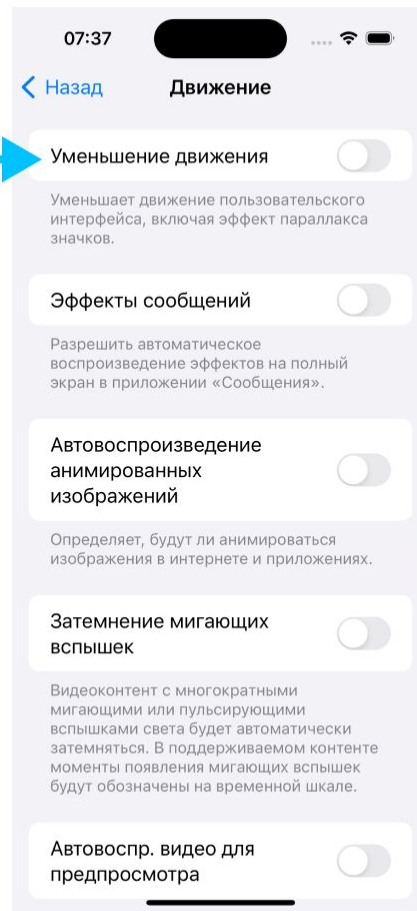 07:37
Назад
Движение
Уменьшение движения
Уменьшает движение пользовательского
интерфейса, включая эффект параллакса
значков.
Эффекты сообщений
Разрешить автоматическое
воспроизведение эффектов на полный
экран в приложении «Сообщения».
Автовоспроизведение
анимированных
изображений
Определяет, будут ли анимироваться
изображения в интернете и приложениях.
Затемнение мигающих
вспышек
Видеоконтент с многократными
мигающими или пульсирующими
вспышками света будет автоматически
затемняться. В поддерживаемом контенте
моменты появления мигающих вспышек
будут обозначены на временной шкале.
Автовоспр. видео для
предпросмотра